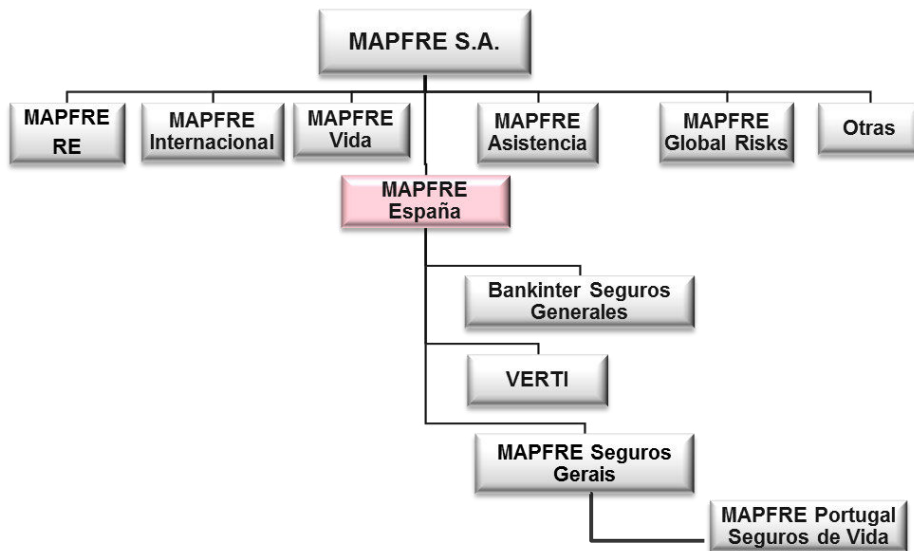 MAPFRE S.A.
MAPFRE
RE
MAPFRE
Internacional
MAPFRE
Vida
MAPFRE
Asistencia
MAPFRE
Global Risks
Otras
MAPFRE
España
Bankinter Seguros
Generales
VERTI
MAPFRE Seguros
Gerais
MAPFRE Portugal
Seguros de Vida